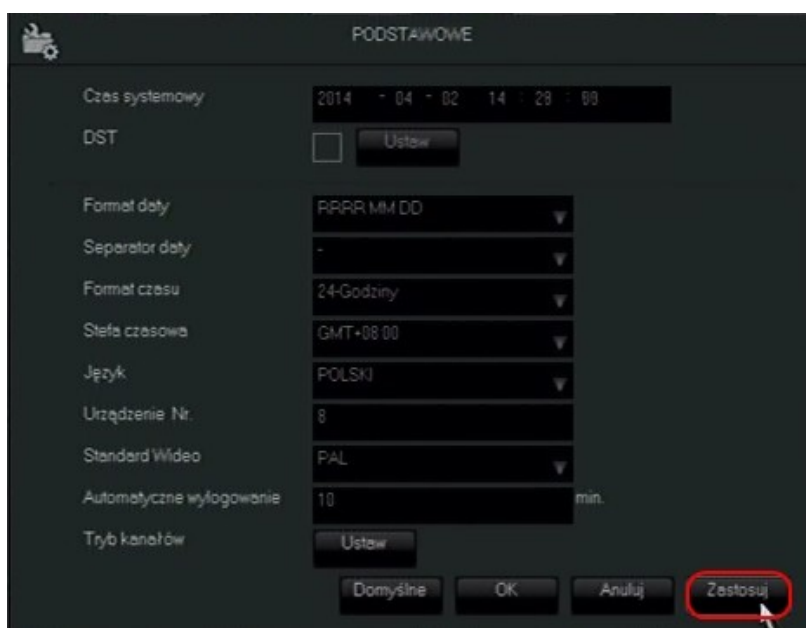 PODSTAWOWE
Czas systemowy 2014 - 04 - 02 14 : 28 :
DST Ustaw
Format daty RRRR MM DD
Separator daty -
Format czasu 24-Godziny
Stefa czasowa GMT+08:00
Język POLSKI
Urządzenie Nr. 8
Standard Wideo PAL
Automatyczne wylogowanie 10 min.
Tryb kanałów Ustaw
Domyślne OK Anuluj Zastosuj